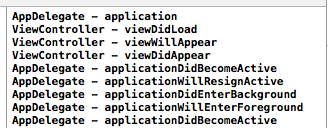 AppDelegate – application
ViewController – viewDidLoad
ViewController – viewWillAppear
ViewController – viewDidAppear
AppDelegate – applicationDidBecomeActive
AppDelegate – applicationWillResignActive
AppDelegate – applicationDidEnterBackground
AppDelegate – applicationWillEnterForeground
AppDelegate – applicationDidBecomeActive